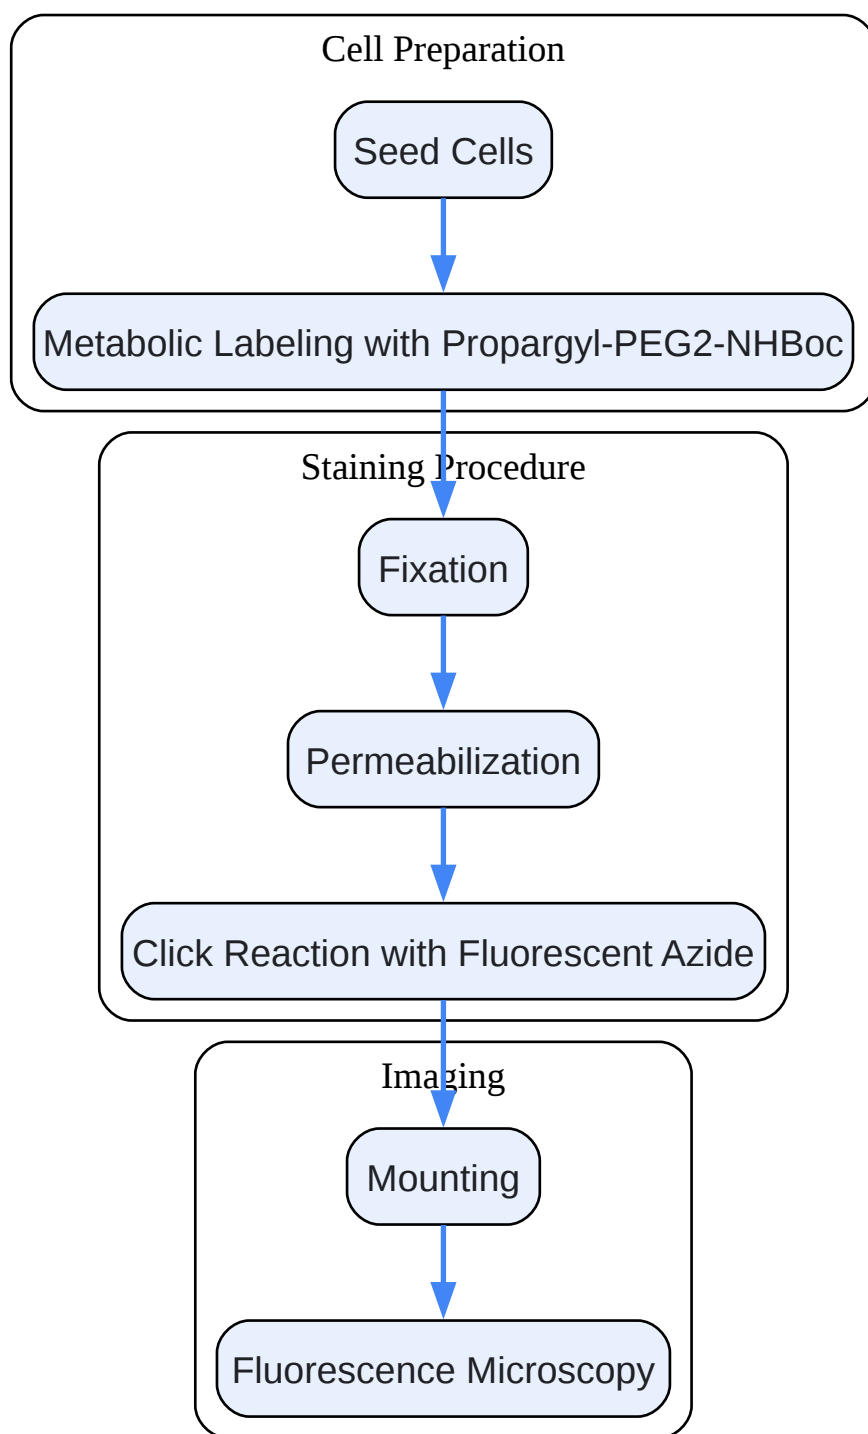 Cell Preparation
Seed Cells
Metabolic Labeling with Propargyl-PEG2-NHBoc
Staining Procedure
Fixation
Permeabilization
Click Reaction with Fluorescent Azide
Imaging
Mounting
Fluorescence Microscopy